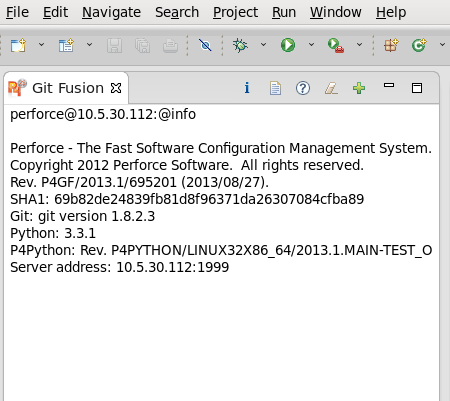 File Edit Navigate Search Project Run Window Help
Git Fusion
perforce@10.5.30.112:@info
Perforce - The Fast Software Configuration Management System.
Copyright 2012 Perforce Software. All rights reserved.
Rev. P4GF/2013.1/695201 (2013/08/27).
SHA1: 69b82de24839fb81d8f96371da26307084cfba89
Git: git version 1.8.2.3
Python: 3.3.1
P4Python: Rev. P4PYTHON/LINUX32X86_64/2013.1.MAIN-TEST_O
Server address: 10.5.30.112:1999